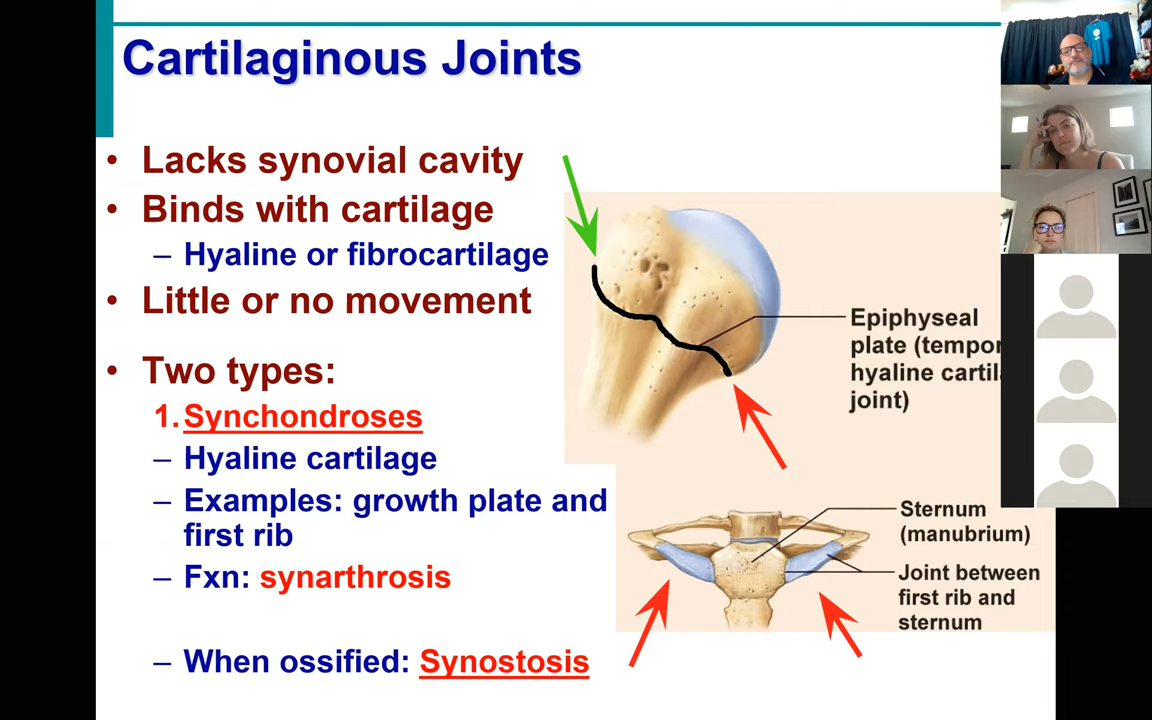 Cartilaginous Joints
• Lacks synovial cavity
• Binds with cartilage
– Hyaline or fibrocartilage
• Little or no movement
• Two types:
1. Synchondroses
– Hyaline cartilage
– Examples: growth plate and
first rib
– Fxn: synarthrosis
– When ossified: Synostosis
Epiphyseal
plate (tempor
hyaline cartil
joint)
Sternum
(manubrium)
Joint between
first rib and
sternum